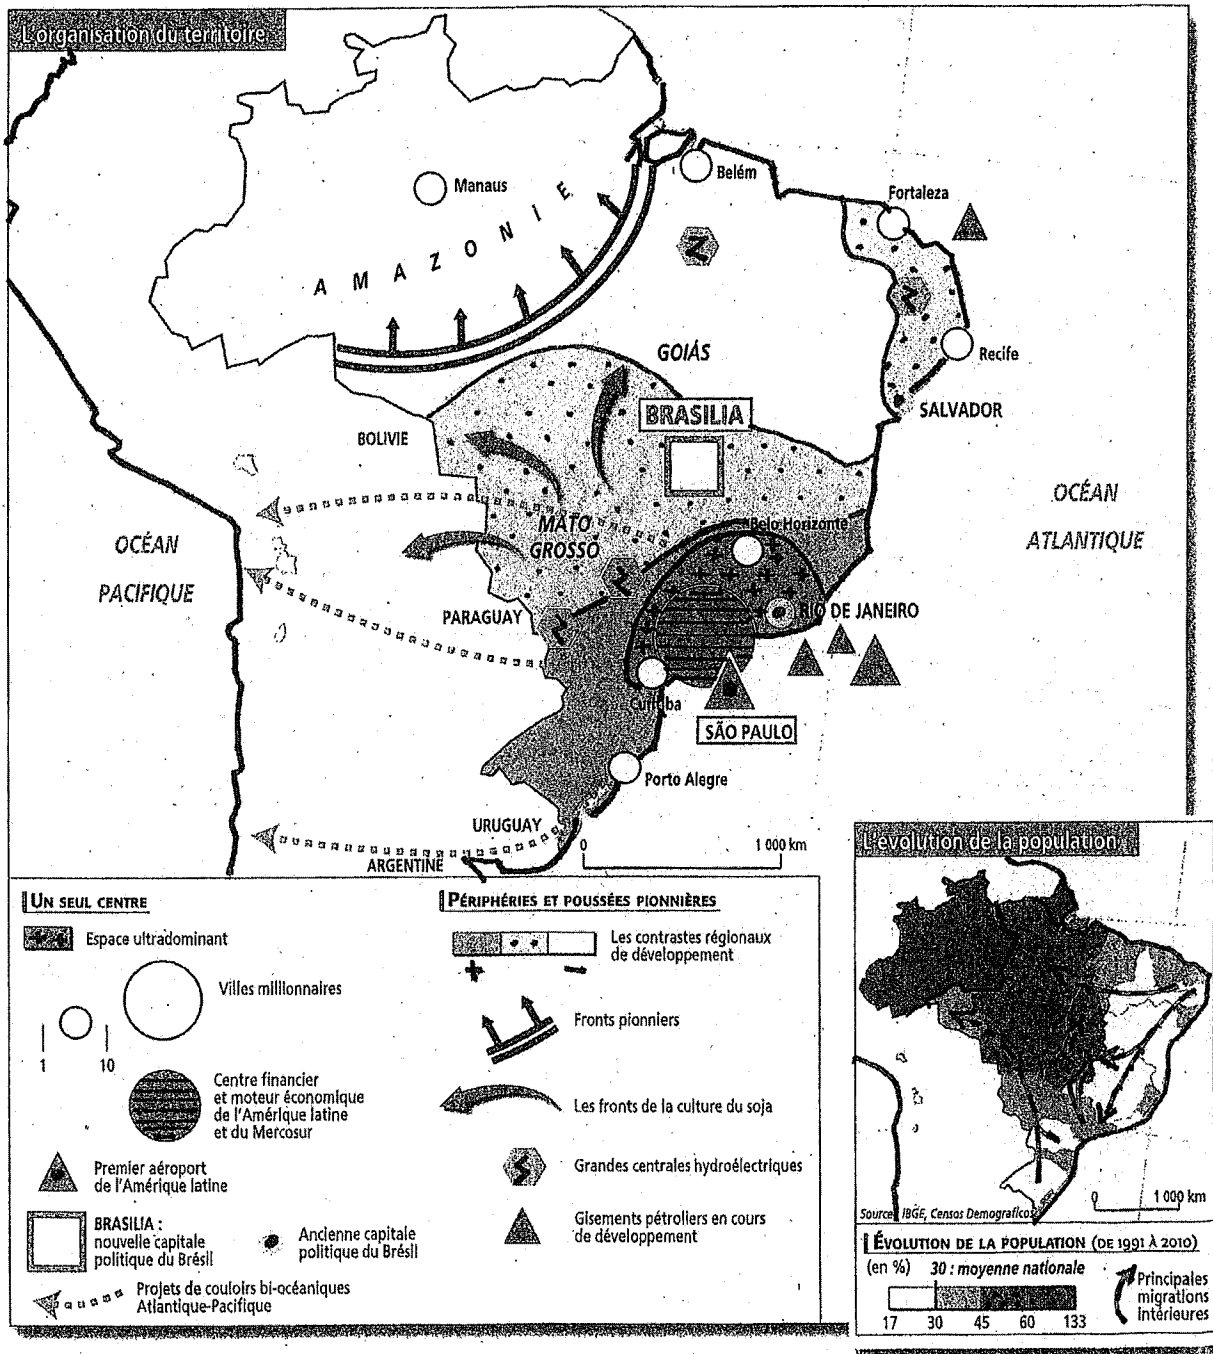 L'organisation du territoire
Manaus
AMAZONIE
Belém
Fortaleza
Recife
GOIÁS
SALVADOR
BRASILIA
BOLIVIE
OCÉAN
ATLANTIQUE
MATO
GROSSO
Belo Horizonte
OCÉAN
PACIFIQUE
PARAGUAY
RIO DE JANEIRO
Curitiba
SÃO PAULO
Porto Alegre
URUGUAY
ARGENTINE
0 1 000 km
UN SEUL CENTRE
Espace ultradominant
Villes millionnaires
1 10
Centre financier
et moteur économique
de l'Amérique latine
et du Mercosur
Premier aéroport
de l'Amérique latine
BRASILIA :
nouvelle capitale
politique du Brésil
Ancienne capitale
politique du Brésil
Projets de couloirs bi-océaniques
Atlantique-Pacifique
PÉRIPHÉRIES ET POUSSÉES PIONNIÈRES
+ −
Les contrastes régionaux
de développement
Fronts pionniers
Les fronts de la culture du soja
Grandes centrales hydroélectriques
Gisements pétroliers en cours
de développement
L'évolution de la population
0 1 000 km
Source : IBGE, Censos Demografico
ÉVOLUTION DE LA POPULATION (DE 1991 À 2010)
(en %) 30 : moyenne nationale
17 30 45 60 133
Principales
migrations
intérieures